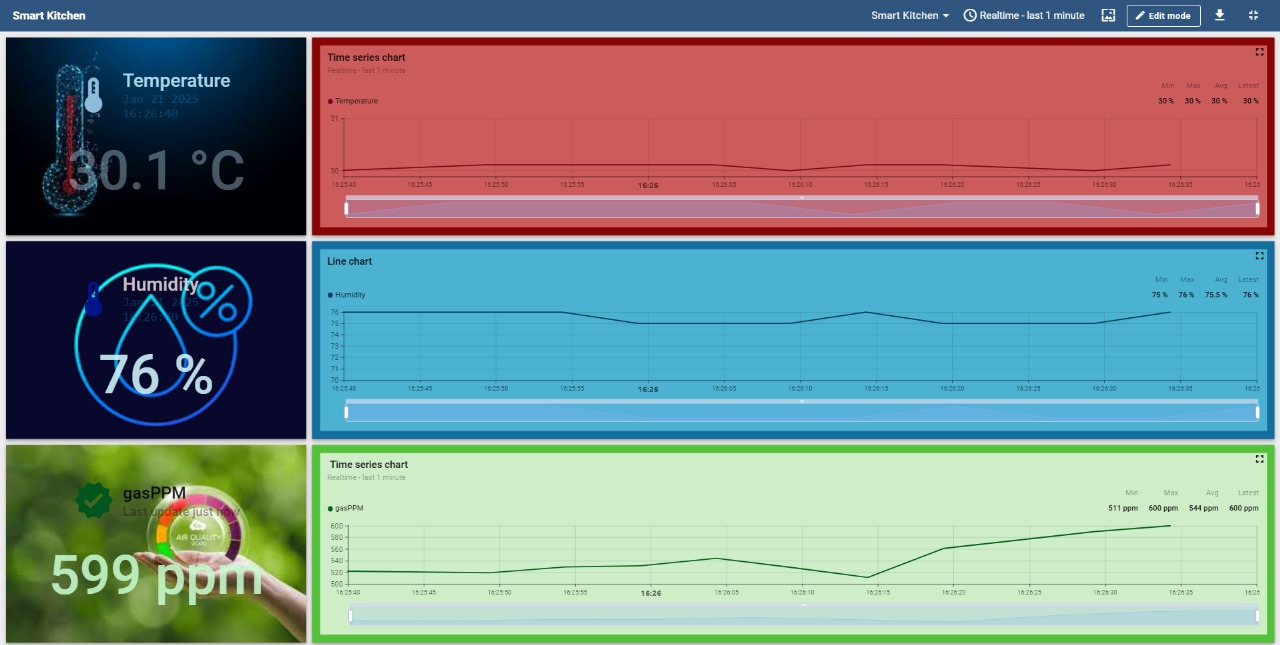 Smart Kitchen
Smart Kitchen
Realtime - last 1 minute
Edit mode
Temperature
Jan 21 2025
16:26:40
30.1 °C
Time series chart
Realtime - last 1 minute
Min Max Avg Latest
Temperature 30 % 30 % 30 % 30 %
31
30
16:25:40 16:25:45 16:25:50 16:25:55 16:26 16:26:05 16:26:10 16:26:15 16:26:20 16:26:25 16:26:30 16:26:35 16:26
Humidity
Jan 21 2025
16:26:40
76 %
Line chart
Min Max Avg Latest
Humidity 75 % 76 % 75.5 % 76 %
76
75
74
73
72
71
70
16:25:40 16:25:45 16:25:50 16:25:55 16:26 16:26:05 16:26:10 16:26:15 16:26:20 16:26:25 16:26:30 16:26:35 16:26
gasPPM
Last update just now
AIR QUALITY
GOOD
599 ppm
Time series chart
Realtime - last 1 minute
Min Max Avg Latest
gasPPM 511 ppm 600 ppm 544 ppm 600 ppm
600
580
560
540
520
500
16:25:40 16:25:45 16:25:50 16:25:55 16:26 16:26:05 16:26:10 16:26:15 16:26:20 16:26:25 16:26:30 16:26:35 16:26